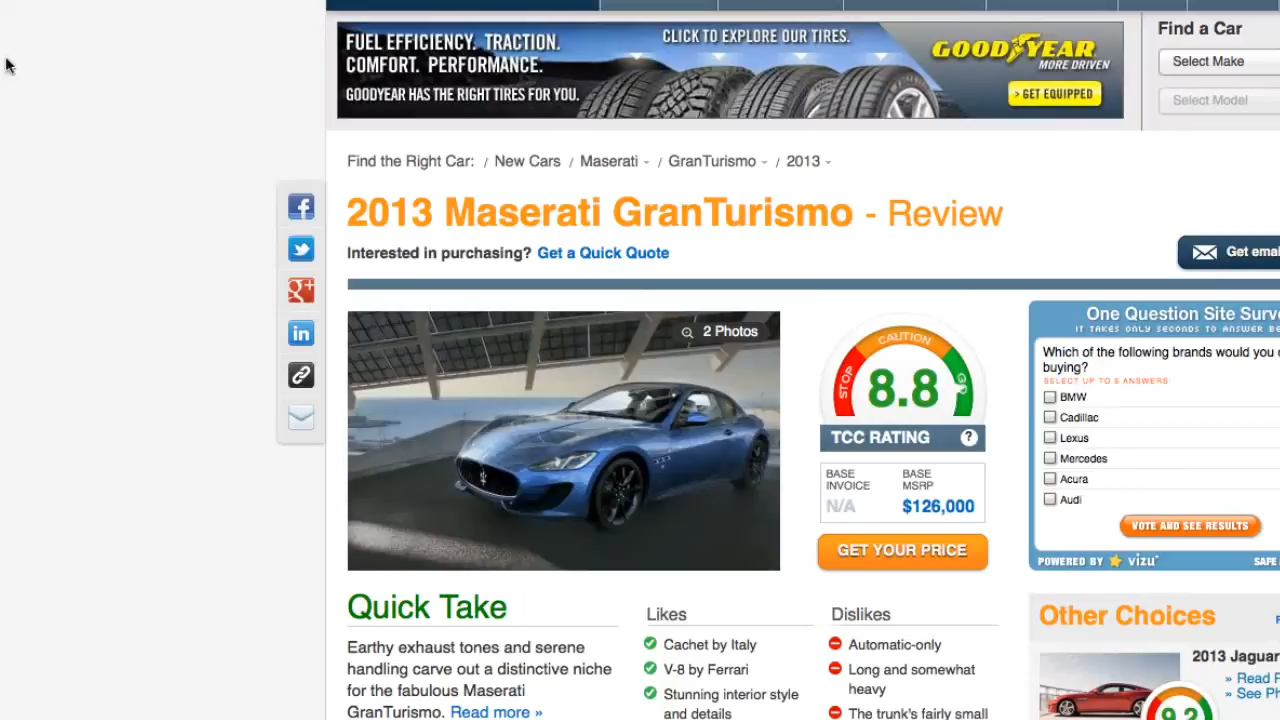 FUEL EFFICIENCY. TRACTION.
COMFORT. PERFORMANCE.
GOODYEAR HAS THE RIGHT TIRES FOR YOU.
CLICK TO EXPLORE OUR TIRES.
GOODYEAR
MORE DRIVEN
> GET EQUIPPED
Find a Car
Select Make
Select Model
Find the Right Car: / New Cars / Maserati / GranTurismo / 2013
2013 Maserati GranTurismo - Review
Interested in purchasing? Get a Quick Quote
Get emai
2 Photos
STOP
CAUTION
GO
8.8
TCC RATING ?
BASE INVOICE
N/A
BASE MSRP
$126,000
GET YOUR PRICE
One Question Site Surve
IT TAKES ONLY SECONDS TO ANSWER BE
Which of the following brands would you c
buying?
SELECT UP TO 6 ANSWERS
BMW
Cadillac
Lexus
Mercedes
Acura
Audi
VOTE AND SEE RESULTS
POWERED BY vizu
SAFE
Quick Take
Earthy exhaust tones and serene
handling carve out a distinctive niche
for the fabulous Maserati
GranTurismo. Read more »
Likes
Cachet by Italy
V-8 by Ferrari
Stunning interior style
and details
Dislikes
Automatic-only
Long and somewhat
heavy
The trunk's fairly small
Other Choices
2013 Jaguar
» Read F
» See Ph
9.2